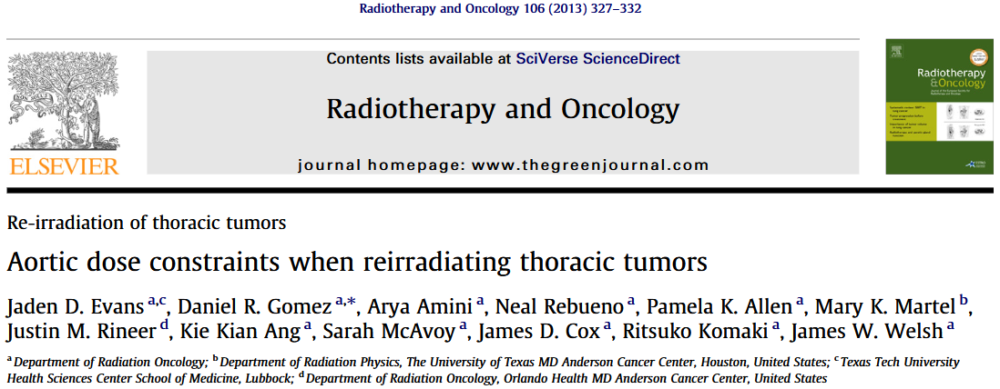 Radiotherapy and Oncology 106 (2013) 327–332
Contents lists available at SciVerse ScienceDirect
Radiotherapy and Oncology
journal homepage: www.thegreenjournal.com
ELSEVIER
Radiotherapy
&Oncology
Re-irradiation of thoracic tumors
Aortic dose constraints when reirradiating thoracic tumors
Jaden D. Evans a,c, Daniel R. Gomez a,*, Arya Amini a, Neal Rebueno a, Pamela K. Allen a, Mary K. Martel b,
Justin M. Rineer d, Kie Kian Ang a, Sarah McAvoy a, James D. Cox a, Ritsuko Komaki a, James W. Welsh a
a Department of Radiation Oncology; b Department of Radiation Physics, The University of Texas MD Anderson Cancer Center, Houston, United States; c Texas Tech University
Health Sciences Center School of Medicine, Lubbock; d Department of Radiation Oncology, Orlando Health MD Anderson Cancer Center, United States